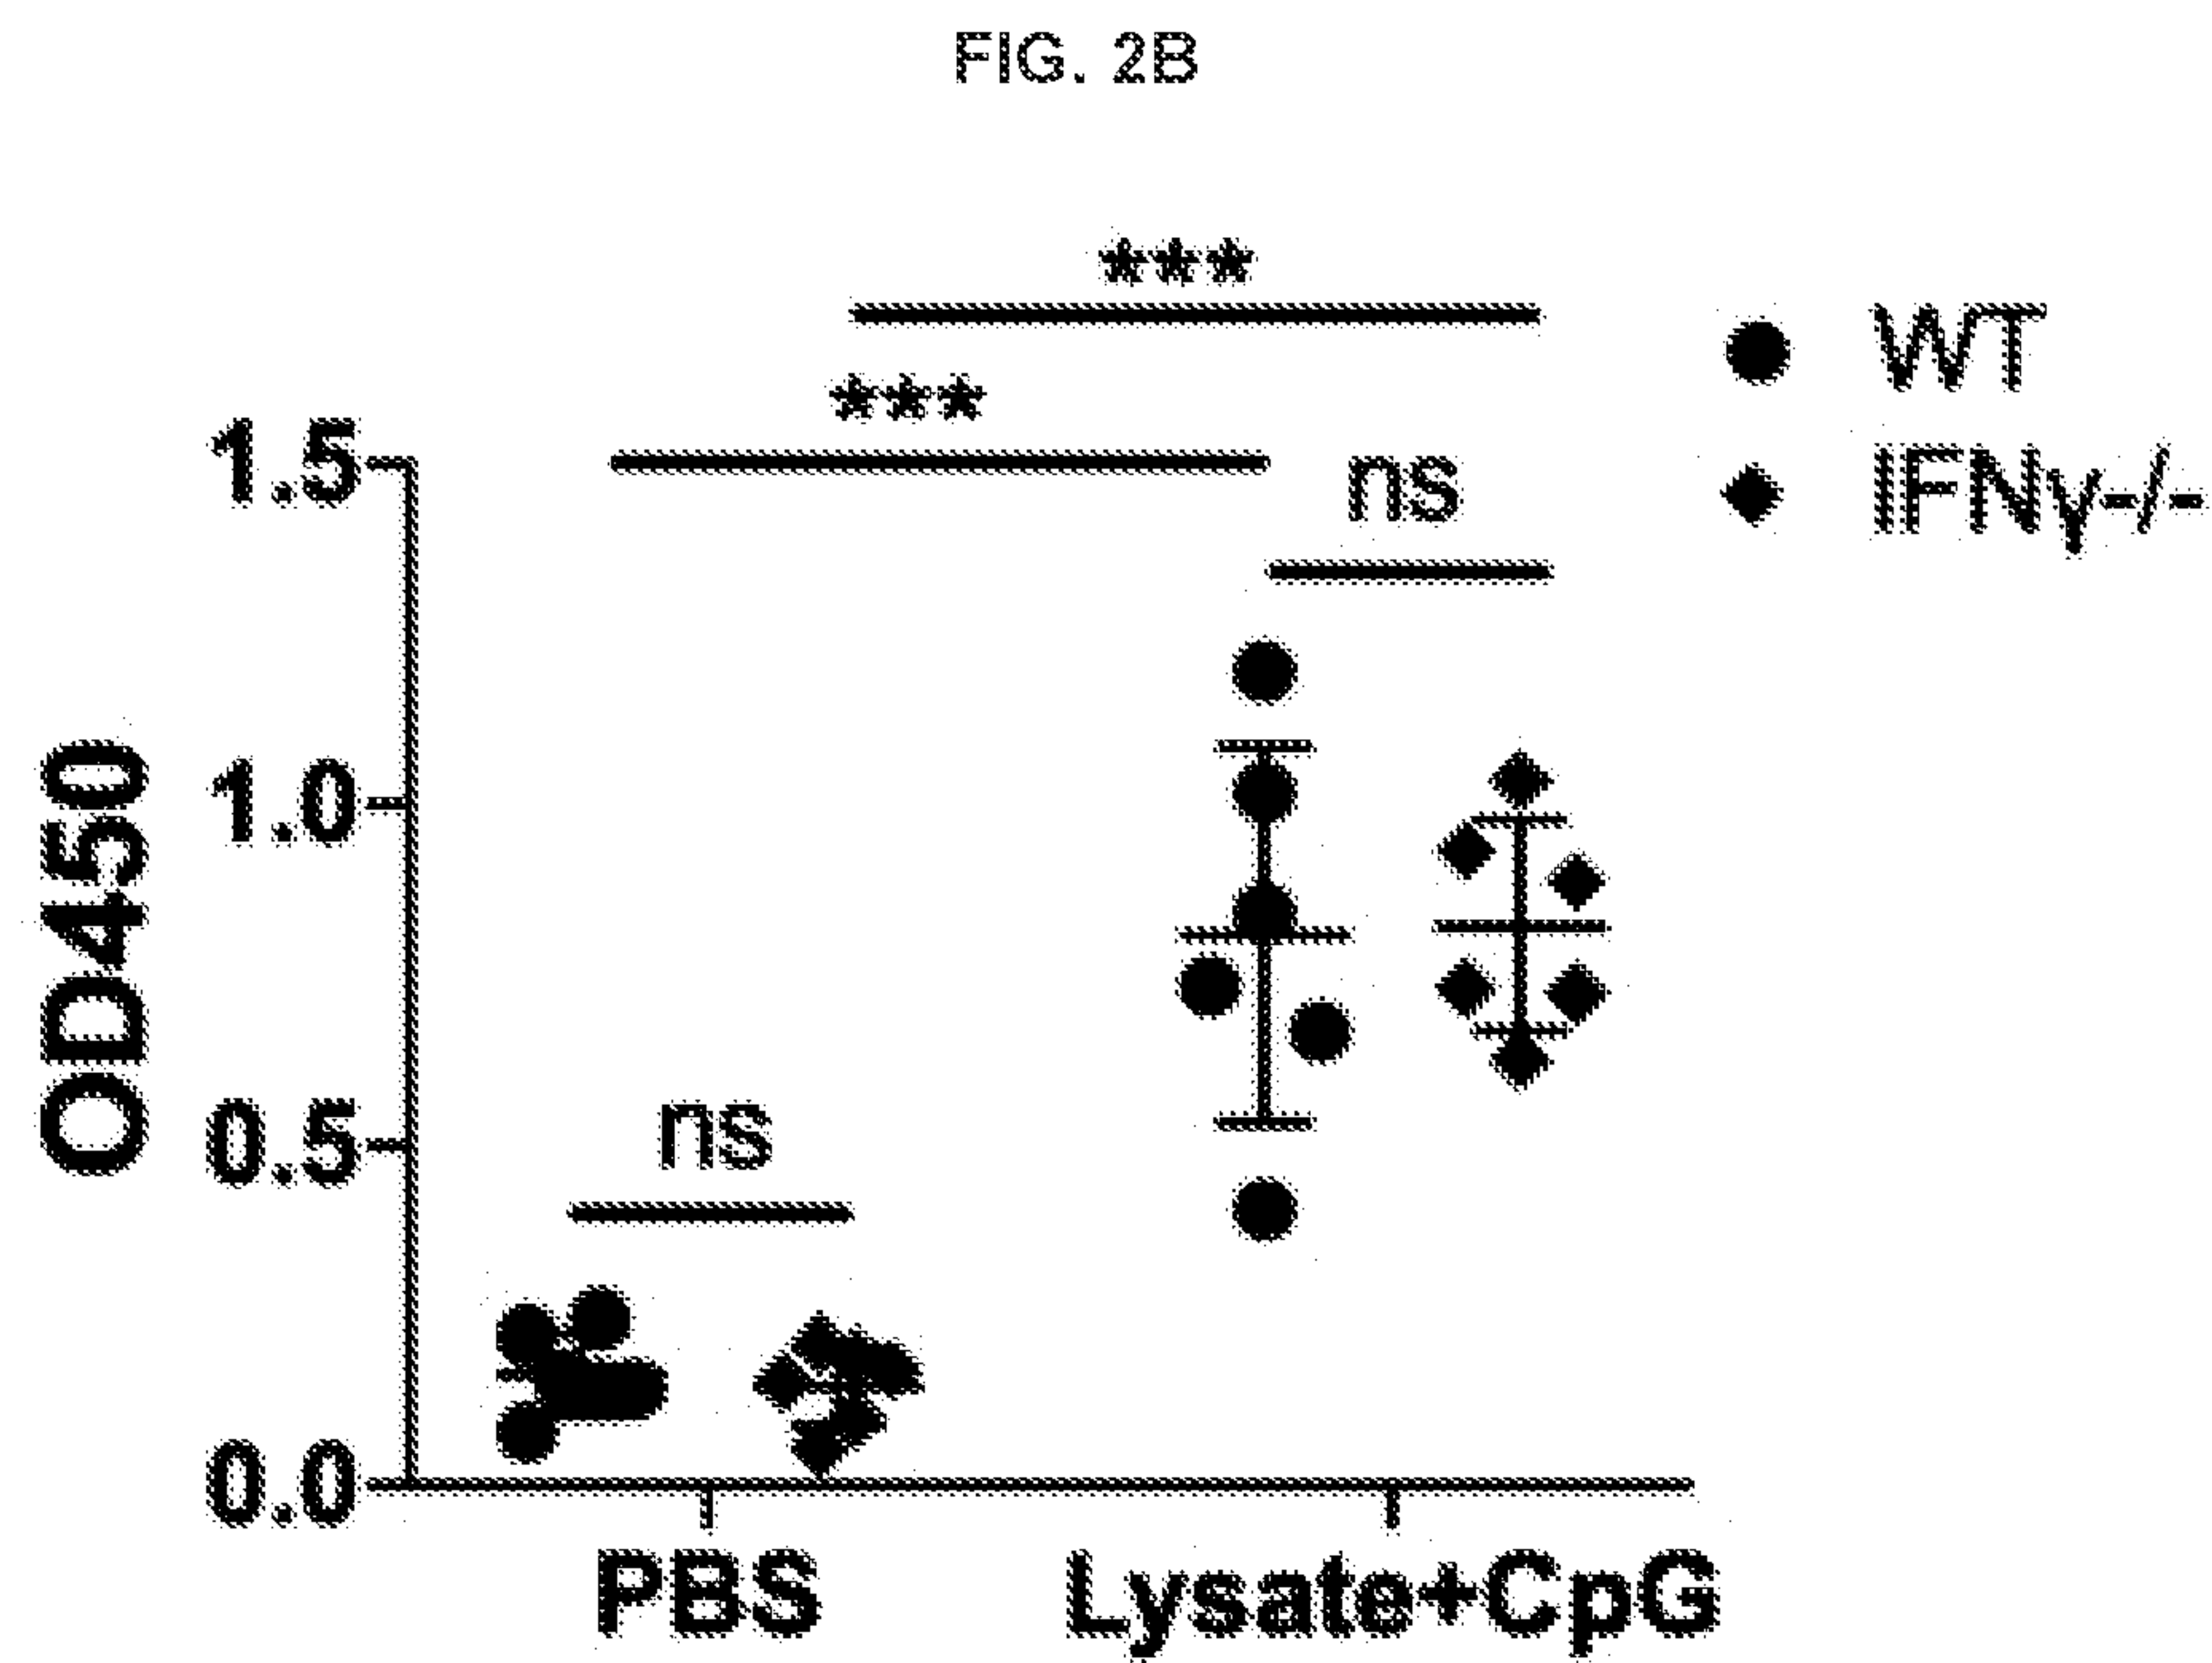 FIG. 2B
***
***
ns
WT
IFNγ-/-
1.5
1.0
0.5
0.0
OD450
ns
PBS
Lysate+CpG